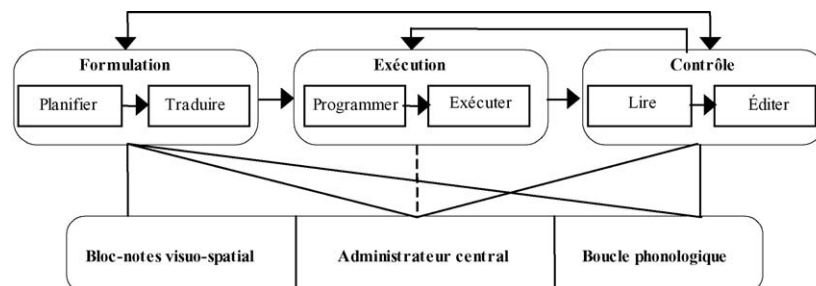 Formulation
Exécution
Contrôle
Planifier
Traduire
Programmer
Exécuter
Lire
Éditer
Bloc-notes visuo-spatial
Administrateur central
Boucle phonologique